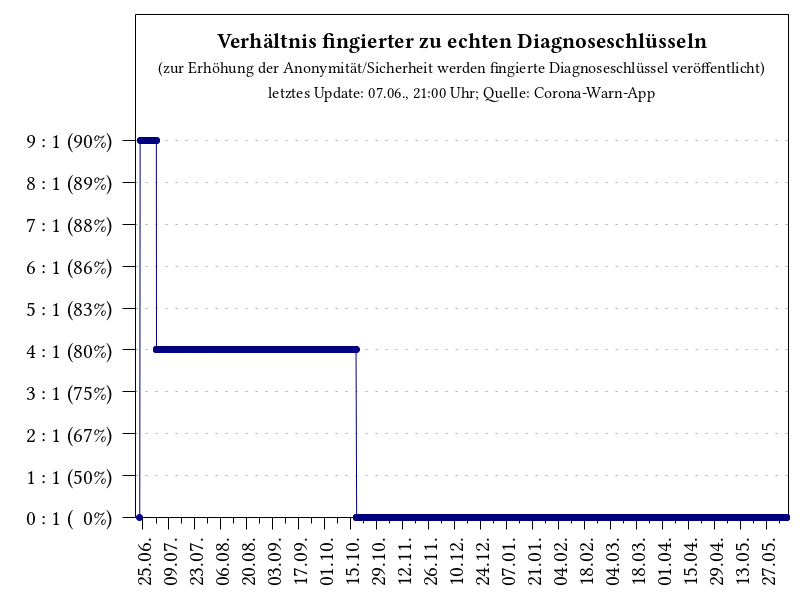 Verhältnis fingierter zu echten Diagnoseschlüsseln
(zur Erhöhung der Anonymität/Sicherheit werden fingierte Diagnoseschlüssel veröffentlicht)
letztes Update: 07.06., 21:00 Uhr; Quelle: Corona-Warn-App
9 : 1 (90%)
8 : 1 (89%)
7 : 1 (88%)
6 : 1 (86%)
5 : 1 (83%)
4 : 1 (80%)
3 : 1 (75%)
2 : 1 (67%)
1 : 1 (50%)
0 : 1 (  0%)
25.06.
09.07.
23.07.
06.08.
20.08.
03.09.
17.09.
01.10.
15.10.
29.10.
12.11.
26.11.
10.12.
24.12.
07.01.
21.01.
04.02.
18.02.
04.03.
18.03.
01.04.
15.04.
29.04.
13.05.
27.05.